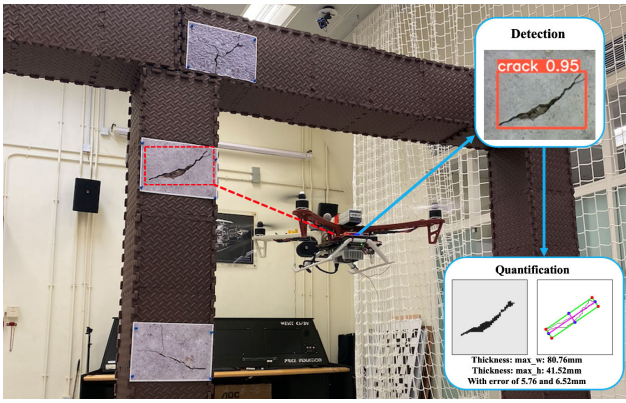 Detection
crack 0.95
Quantification
Thickness: max_w: 80.76mm
Thickness: max_h: 41.52mm
With error of 5.76 and 6.52mm